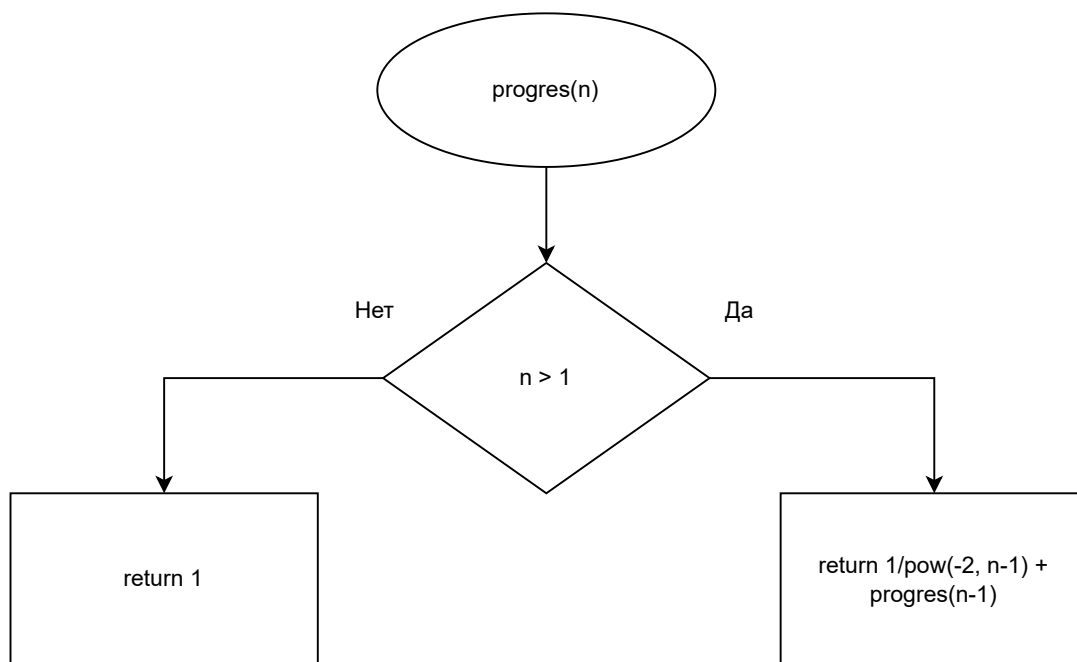 progres(n)
Нет
Да
n > 1
return 1
return 1/pow(-2, n-1) +
progres(n-1)